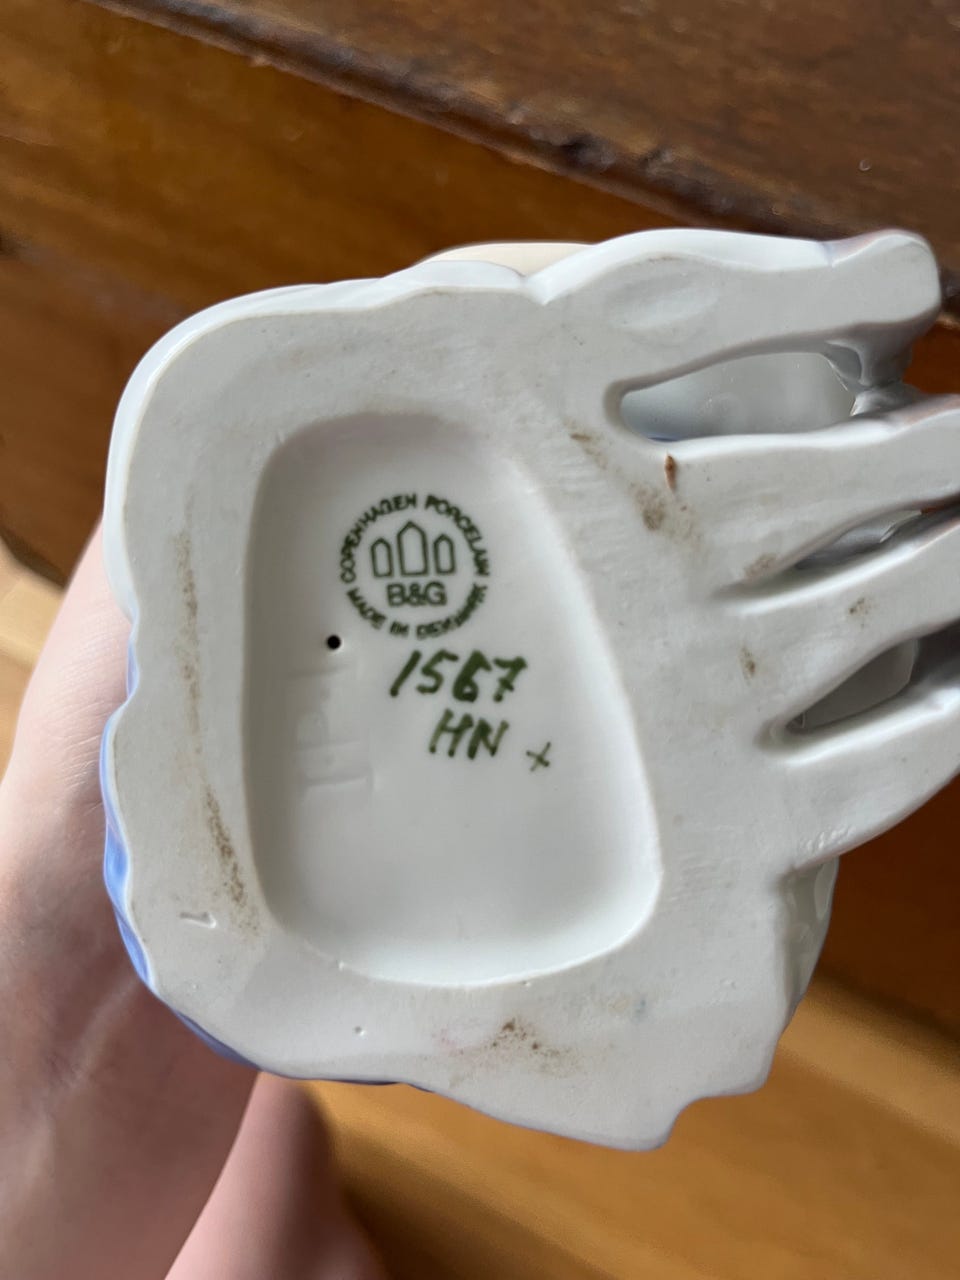 COPENHAGEN PORCELAIN
B&G
MADE IN DENMARK
1567
HN x